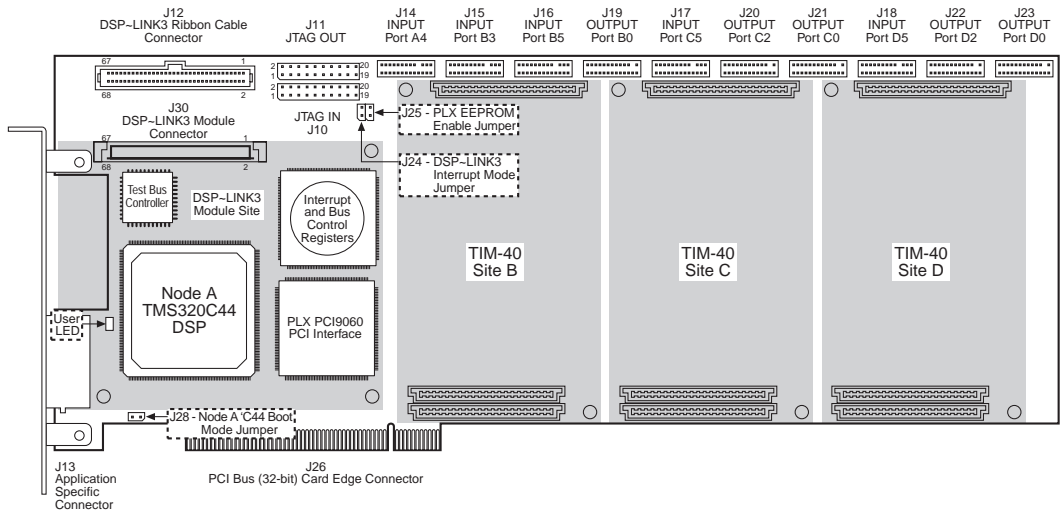 J12
DSP~LINK3 Ribbon Cable
Connector
J11
JTAG OUT
J14
INPUT
Port A4
J15
INPUT
Port B3
J16
INPUT
Port B5
J19
OUTPUT
Port B0
J17
INPUT
Port C5
J20
OUTPUT
Port C2
J21
OUTPUT
Port C0
J18
INPUT
Port D5
J22
OUTPUT
Port D2
J23
OUTPUT
Port D0
67 1
68 2
2 20
1 19
2 20
1 19
J30
DSP~LINK3 Module
Connector
67 1
68 2
JTAG IN
J10
J25 - PLX EEPROM
Enable Jumper
J24 - DSP~LINK3
Interrupt Mode
Jumper
Test Bus
Controller
DSP~LINK3
Module Site
Interrupt
and Bus
Control
Registers
TIM-40
Site B
TIM-40
Site C
TIM-40
Site D
Node A
TMS320C44
DSP
PLX PCI9060
PCI Interface
User
LED
J28 - Node A 'C44 Boot
Mode Jumper
J13
Application
Specific
Connector
J26
PCI Bus (32-bit) Card Edge Connector